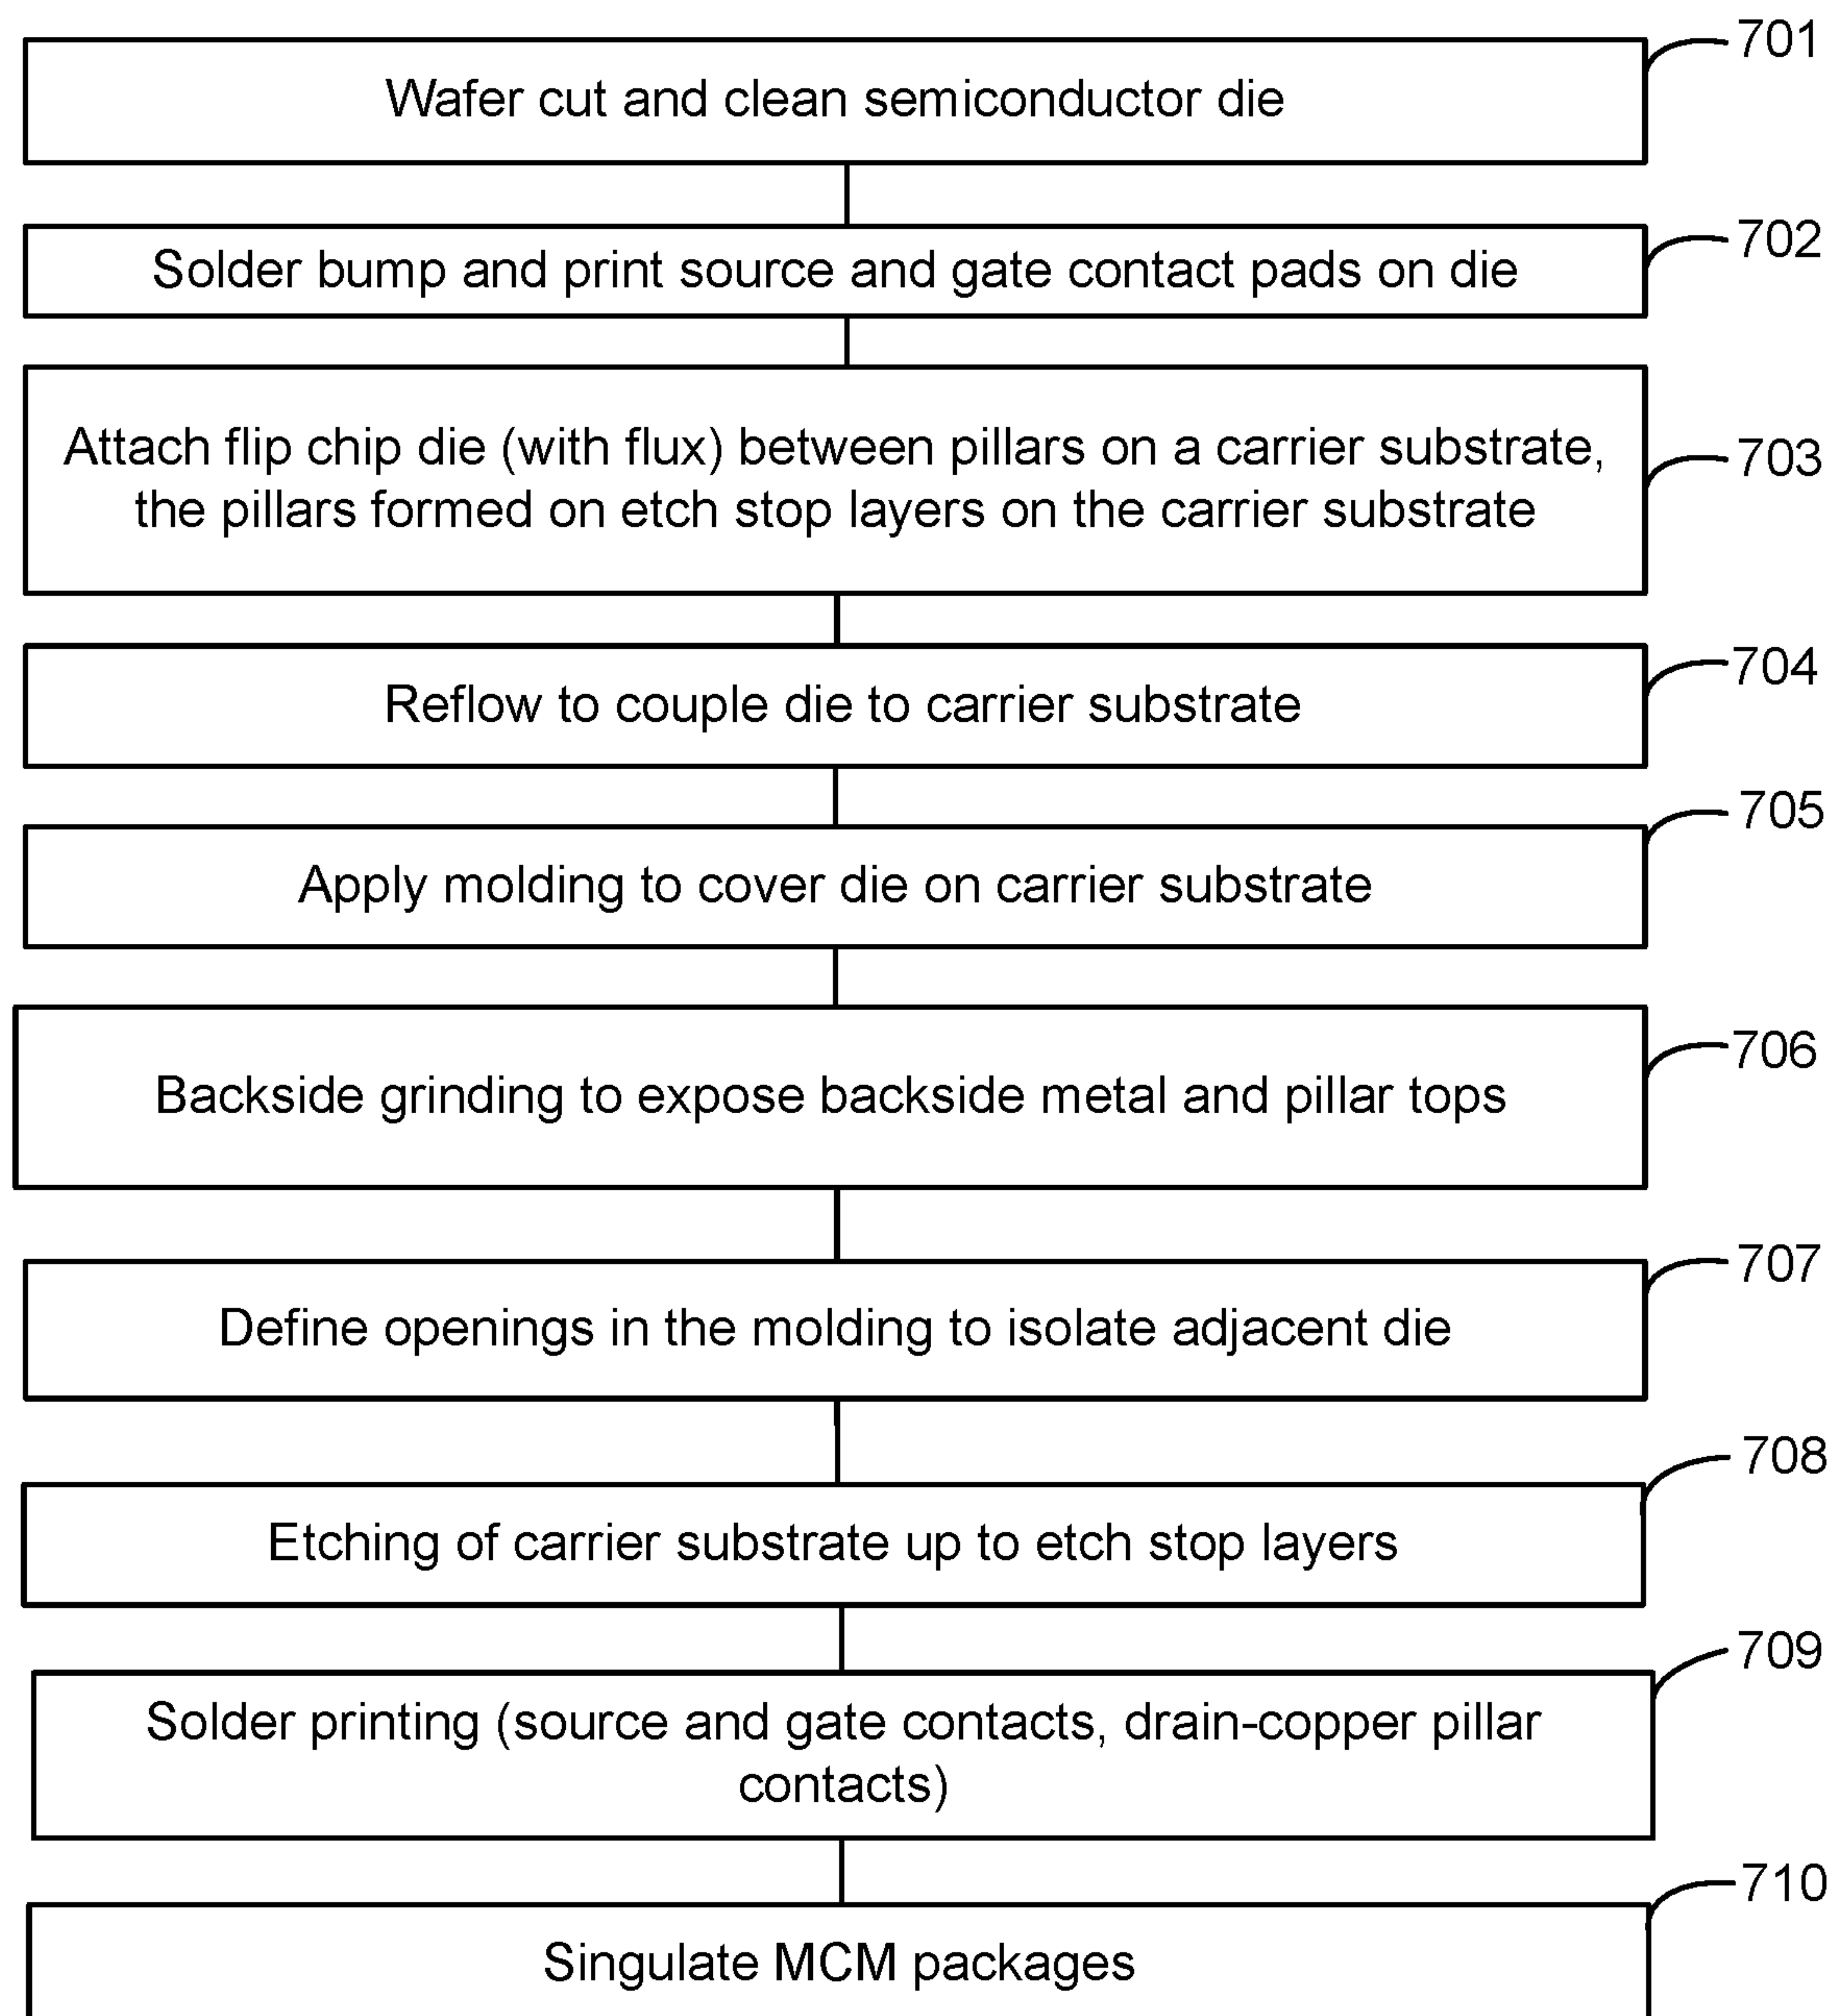 701
Wafer cut and clean semiconductor die
702
Solder bump and print source and gate contact pads on die
703
Attach flip chip die (with flux) between pillars on a carrier substrate,
the pillars formed on etch stop layers on the carrier substrate
704
Reflow to couple die to carrier substrate
705
Apply molding to cover die on carrier substrate
706
Backside grinding to expose backside metal and pillar tops
707
Define openings in the molding to isolate adjacent die
708
Etching of carrier substrate up to etch stop layers
709
Solder printing (source and gate contacts, drain-copper pillar
contacts)
710
Singulate MCM packages